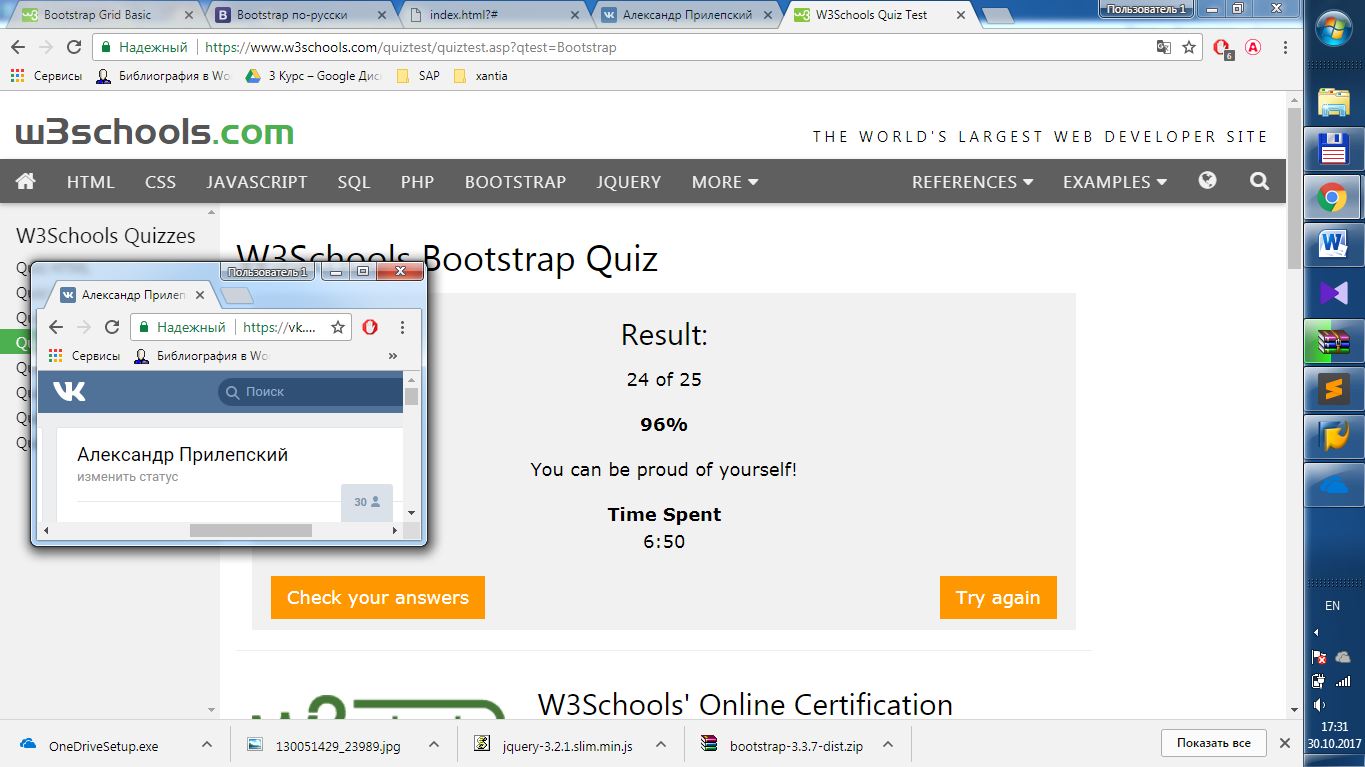 Bootstrap Grid Basic
Bootstrap по-русски
index.html?#
Александр Прилепский
W3Schools Quiz Test
Пользователь 1
Надежный
https://www.w3schools.com/quiztest/quiztest.asp?qtest=Bootstrap
6
Сервисы
Библиография в Wo
3 Курс – Google Дис
SAP
xantia
w3schools.com
THE WORLD'S LARGEST WEB DEVELOPER SITE
HTML
CSS
JAVASCRIPT
SQL
PHP
BOOTSTRAP
JQUERY
MORE
REFERENCES
EXAMPLES
W3Schools Quizzes
W3Schools Bootstrap Quiz
Пользователь 1
Александр Прилеп
Надежный
https://vk....
Сервисы
Библиография в Wo
»
Поиск
Александр Прилепский
изменить статус
30
Result:
24 of 25
96%
You can be proud of yourself!
Time Spent
6:50
Check your answers
Try again
W3Schools' Online Certification
OneDriveSetup.exe
130051429_23989.jpg
jquery-3.2.1.slim.min.js
bootstrap-3.3.7-dist.zip
Показать все
EN
17:31
30.10.2017